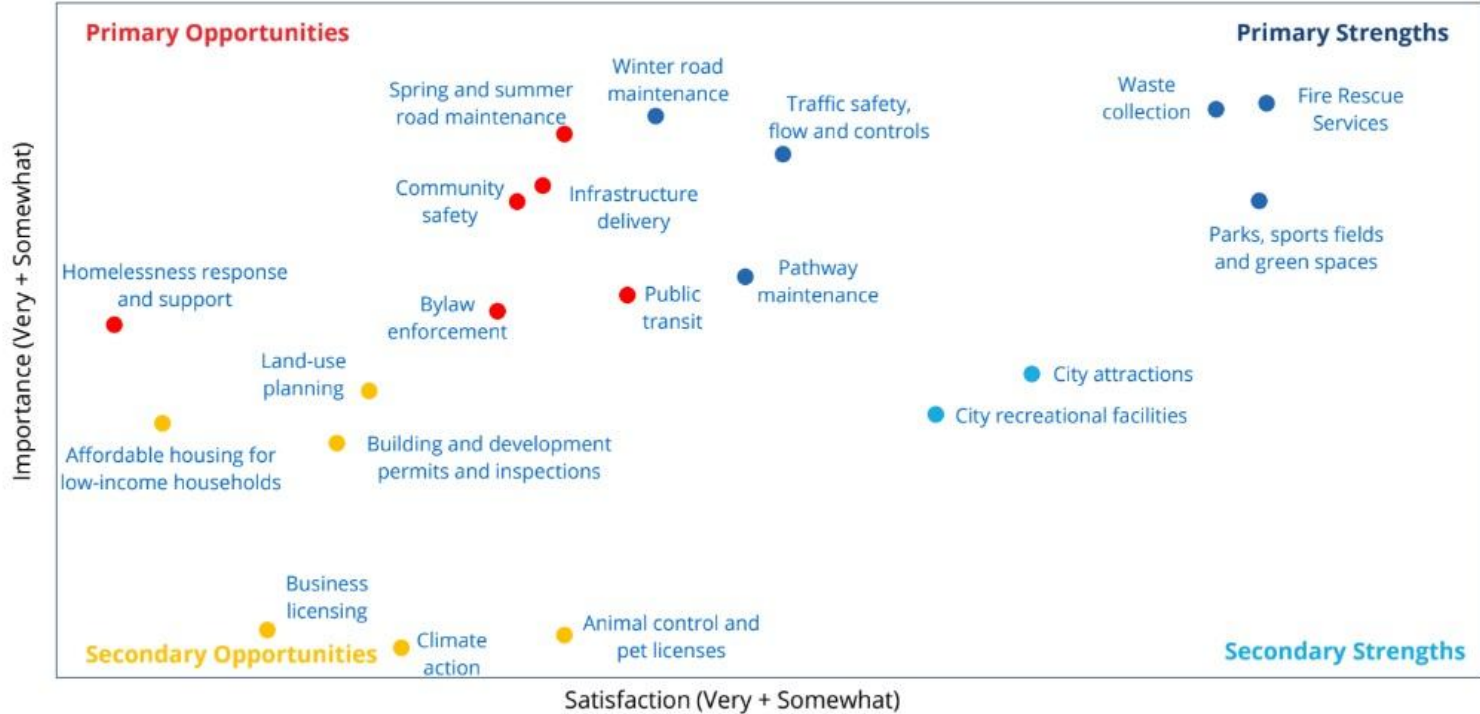 Primary Opportunities
Primary Strengths
Winter road
maintenance
Spring and summer
road maintenance
Traffic safety,
flow and controls
Waste
collection
Fire Rescue
Services
Community
safety
Infrastructure
delivery
Parks, sports fields
and green spaces
Homelessness response
and support
Bylaw
enforcement
Public
transit
Pathway
maintenance
Land-use
planning
City attractions
City recreational facilities
Affordable housing for
low-income households
Building and development
permits and inspections
Business
licensing
Climate
action
Animal control and
pet licenses
Secondary Opportunities
Secondary Strengths
Importance (Very + Somewhat)
Satisfaction (Very + Somewhat)